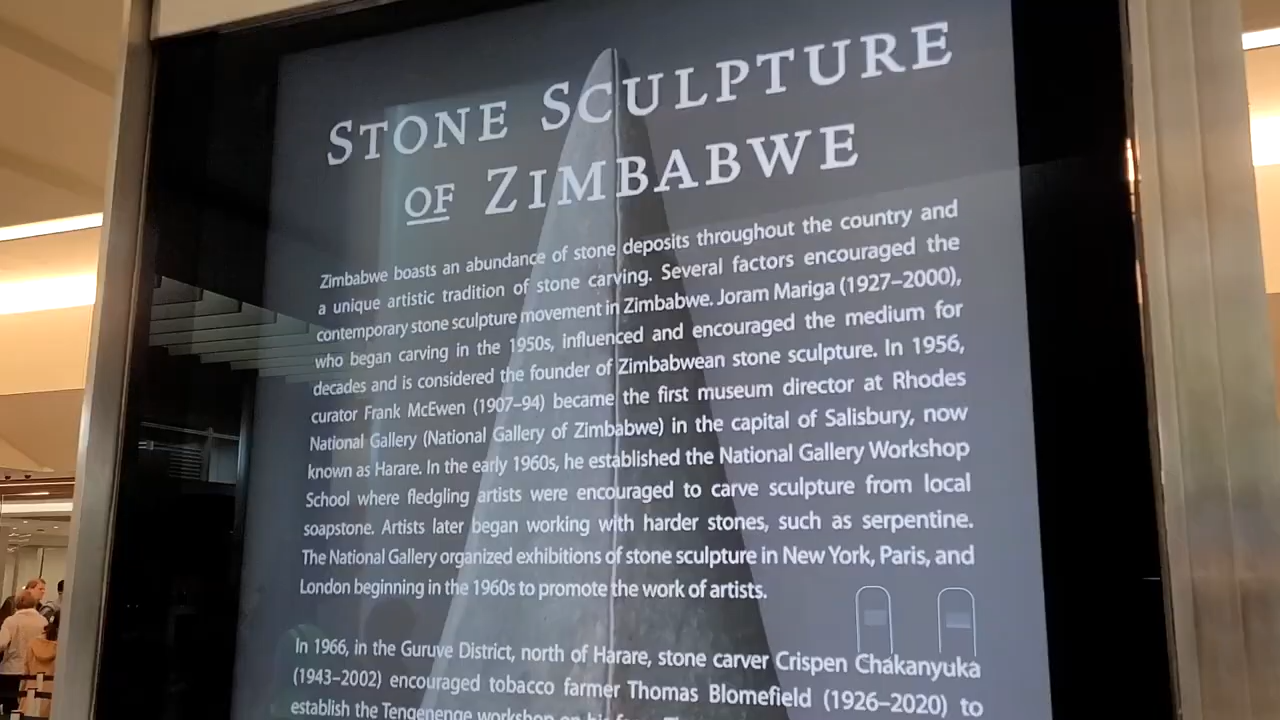 STONE SCULPTURE
OF ZIMBABWE
Zimbabwe boasts an abundance of stone deposits throughout the country and
a unique artistic tradition of stone carving. Several factors encouraged the
contemporary stone sculpture movement in Zimbabwe. Joram Mariga (1927–2000),
who began carving in the 1950s, influenced and encouraged the medium for
decades and is considered the founder of Zimbabwean stone sculpture. In 1956,
curator Frank McEwen (1907–94) became the first museum director at Rhodes
National Gallery (National Gallery of Zimbabwe) in the capital of Salisbury, now
known as Harare. In the early 1960s, he established the National Gallery Workshop
School where fledgling artists were encouraged to carve sculpture from local
soapstone. Artists later began working with harder stones, such as serpentine.
The National Gallery organized exhibitions of stone sculpture in New York, Paris, and
London beginning in the 1960s to promote the work of artists.
In 1966, in the Guruve District, north of Harare, stone carver Crispen Chakanyuka
(1943–2002) encouraged tobacco farmer Thomas Blomefield (1926–2020) to
establish the Tengenenge workshop on his